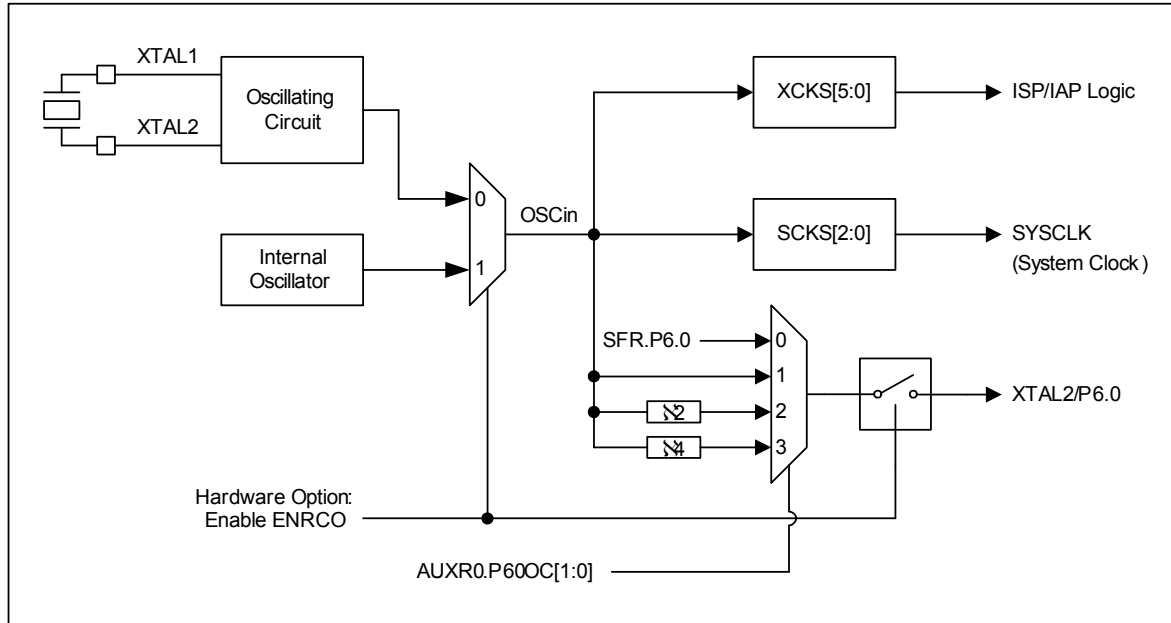 XTAL1
XTAL2
Oscillating
Circuit
Internal
Oscillator
0
1
OSCin
XCKS[5:0]
ISP/IAP Logic
SCKS[2:0]
SYSCLK
(System Clock)
SFR.P6.0
0
1
ℵ2
2
ℵ4
3
XTAL2/P6.0
Hardware Option:
Enable ENRCO
AUXR0.P60OC[1:0]